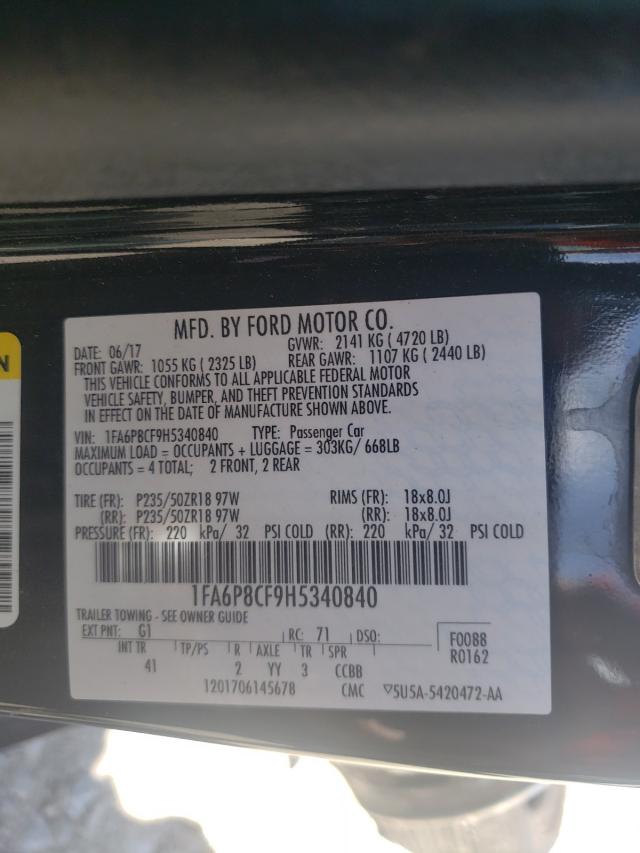 N
MFD. BY FORD MOTOR CO.
DATE: 06/17 GVWR: 2141 KG ( 4720 LB)
FRONT GAWR: 1055 KG ( 2325 LB) REAR GAWR: 1107 KG ( 2440 LB)
THIS VEHICLE CONFORMS TO ALL APPLICABLE FEDERAL MOTOR
VEHICLE SAFETY, BUMPER, AND THEFT PREVENTION STANDARDS
IN EFFECT ON THE DATE OF MANUFACTURE SHOWN ABOVE.
VIN: 1FA6P8CF9H5340840 TYPE: Passenger Car
MAXIMUM LOAD = OCCUPANTS + LUGGAGE = 303KG/ 668LB
OCCUPANTS = 4 TOTAL; 2 FRONT, 2 REAR
TIRE (FR): P235/50ZR18 97W RIMS (FR): 18x8.0J
(RR): P235/50ZR18 97W (RR): 18x8.0J
PRESSURE (FR): 220 kPa/ 32 PSI COLD (RR): 220 kPa/ 32 PSI COLD
1FA6P8CF9H5340840
TRAILER TOWING - SEE OWNER GUIDE
EXT PNT: G1 RC: 71 DSO: F0088
INT TR TP/PS R AXLE TR SPR R0162
41 2 YY 3 CCBB
1201706145678 CMC ▽5U5A-5420472-AA